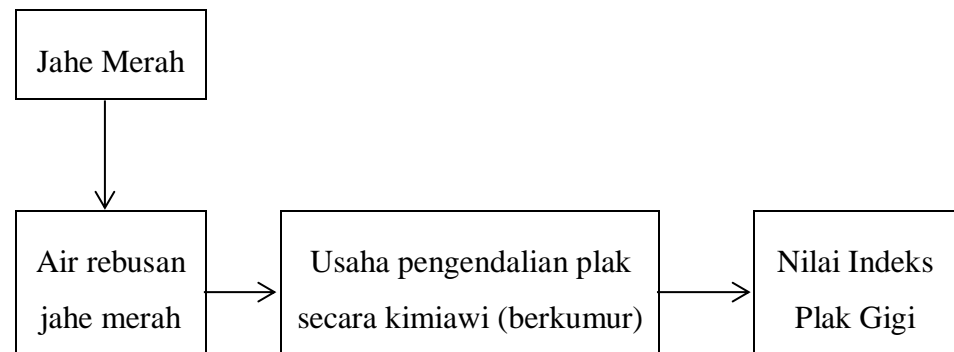 Jahe Merah
Air rebusan
jahe merah
Usaha pengendalian plak
secara kimiawi (berkumur)
Nilai Indeks
Plak Gigi